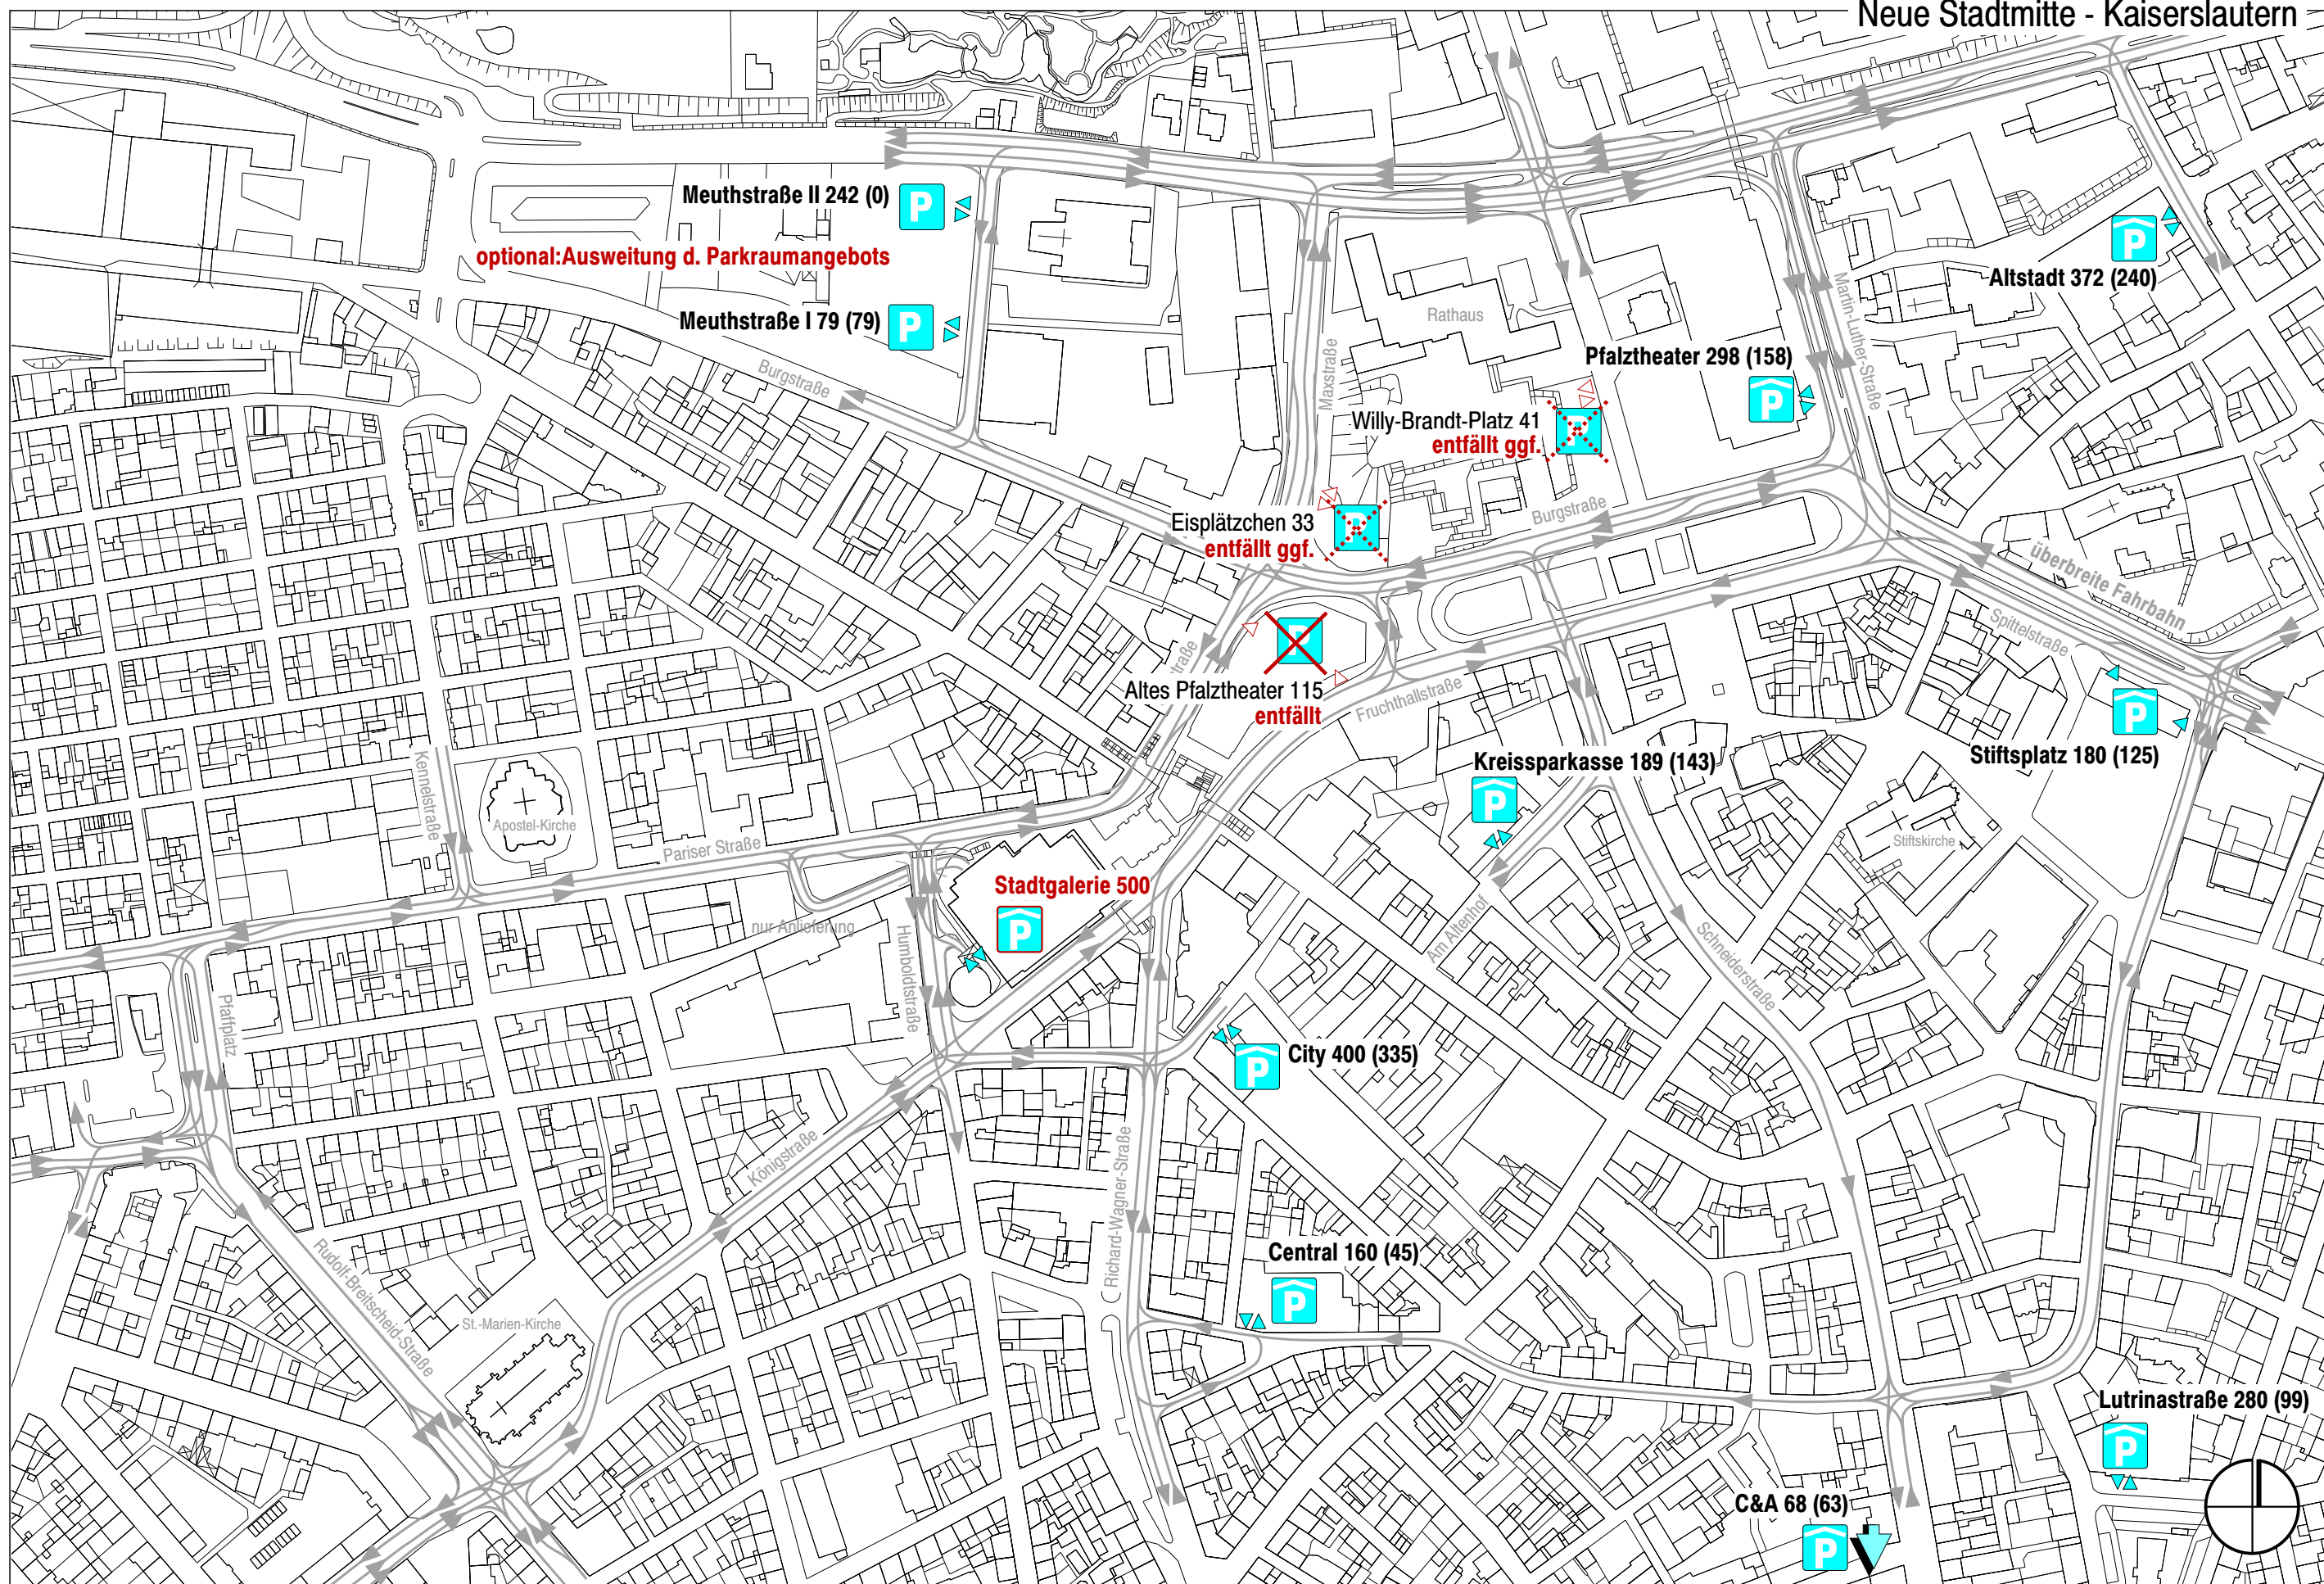 Neue Stadtmitte - Kaiserslautern
Meuthstraße II 242 (0)
P
optional:Ausweitung d. Parkraumangebots
P
Altstadt 372 (240)
Martin-Luther-Straße
Rathaus
Meuthstraße I 79 (79)
P
Maxstraße
Pfalztheater 298 (158)
P
Burgstraße
Willy-Brandt-Platz 41
entfällt ggf.
P
Burgstraße
Eisplätzchen 33
entfällt ggf.
P
überbreite Fahrbahn
Spittelstraße
P
straße
Altes Pfalztheater 115
entfällt
Fruchthallstraße
P
Stiftsplatz 180 (125)
Kennelstraße
Kreissparkasse 189 (143)
P
Apostel-Kirche
Pariser Straße
Stiftskirche
Stadtgalerie 500
P
nur Anlieferung
Humboldtstraße
Am Altenhof
Schneiderstraße
Pfaffplatz
City 400 (335)
P
Königstraße
Richard-Wagner-Straße
Rudolf-Breitscheid-Straße
Central 160 (45)
P
St.-Marien-Kirche
Lutrinastraße 280 (99)
P
C&A 68 (63)
P